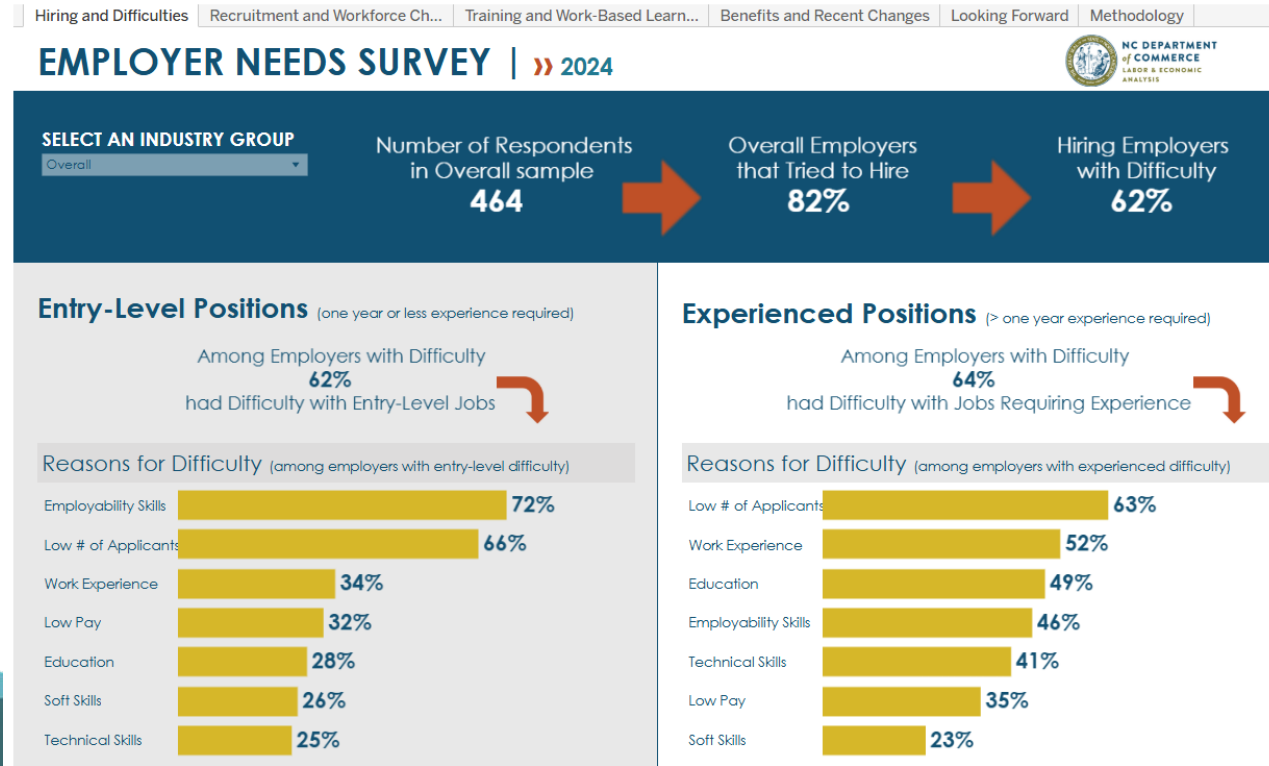 Hiring and Difficulties
Recruitment and Workforce Ch...
Training and Work-Based Learn...
Benefits and Recent Changes
Looking Forward
Methodology
EMPLOYER NEEDS SURVEY | » 2024
NC DEPARTMENT
of COMMERCE
LABOR & ECONOMIC
ANALYSIS
SELECT AN INDUSTRY GROUP
Overall
Number of Respondents
in Overall sample
464
Overall Employers
that Tried to Hire
82%
Hiring Employers
with Difficulty
62%
Entry-Level Positions (one year or less experience required)
Among Employers with Difficulty
62%
had Difficulty with Entry-Level Jobs
Reasons for Difficulty (among employers with entry-level difficulty)
Employability Skills 72%
Low # of Applicants 66%
Work Experience 34%
Low Pay 32%
Education 28%
Soft Skills 26%
Technical Skills 25%
Experienced Positions (> one year experience required)
Among Employers with Difficulty
64%
had Difficulty with Jobs Requiring Experience
Reasons for Difficulty (among employers with experienced difficulty)
Low # of Applicants 63%
Work Experience 52%
Education 49%
Employability Skills 46%
Technical Skills 41%
Low Pay 35%
Soft Skills 23%